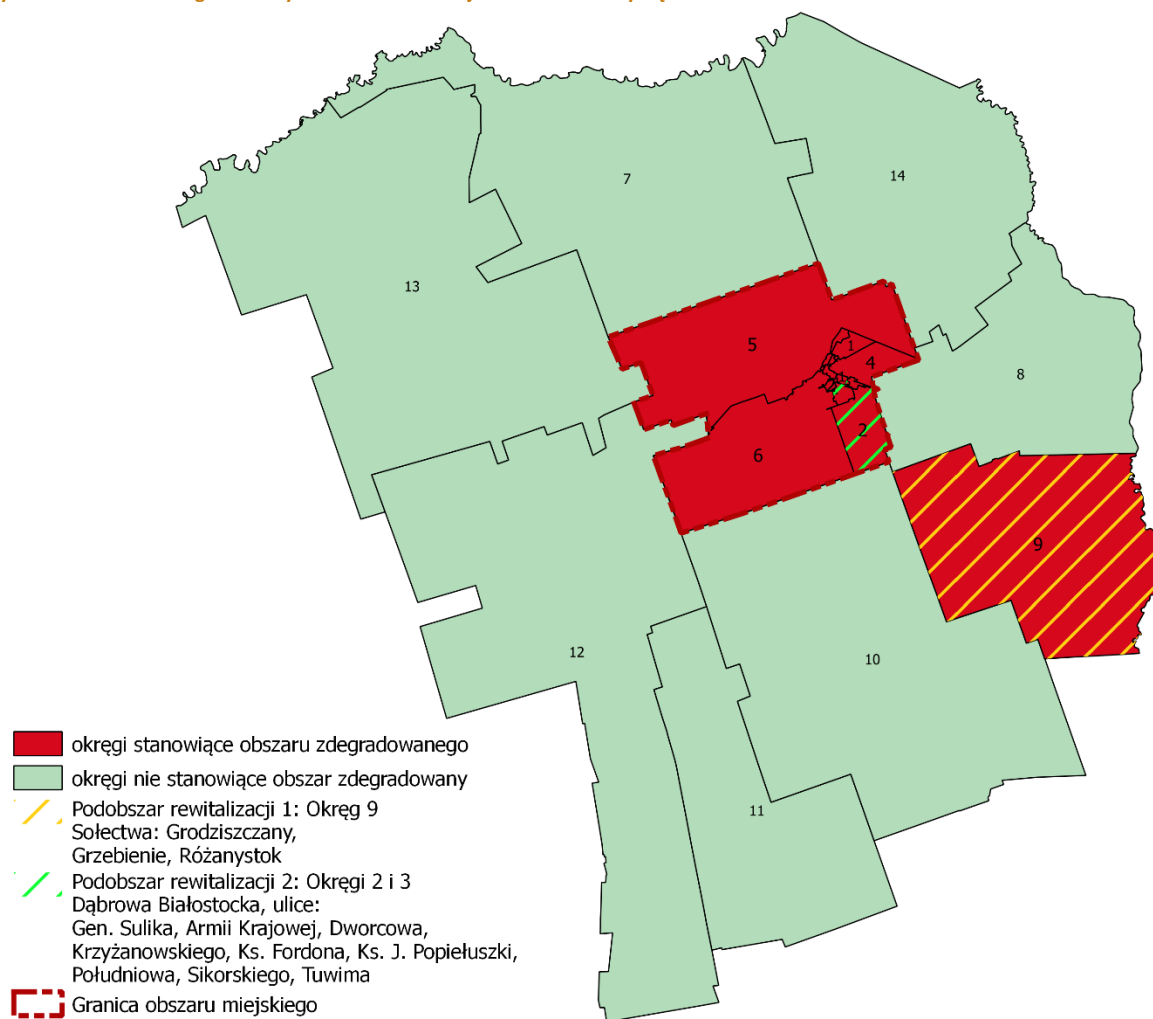 7
14
13
5
1
4
1
8
2
6
9
12
10
11
okręgi stanowiące obszaru zdegradowanego
okręgi nie stanowiące obszar zdegradowany
Podobszar rewitalizacji 1: Okręg 9
Sołectwa: Grodziszczany,
Grzebienie, Różanystok
Podobszar rewitalizacji 2: Okręgi 2 i 3
Dąbrowa Białostocka, ulice:
Gen. Sulika, Armii Krajowej, Dworcowa,
Krzyżanowskiego, Ks. Fordona, Ks. J. Popiełuszki,
Południowa, Sikorskiego, Tuwima
Granica obszaru miejskiego